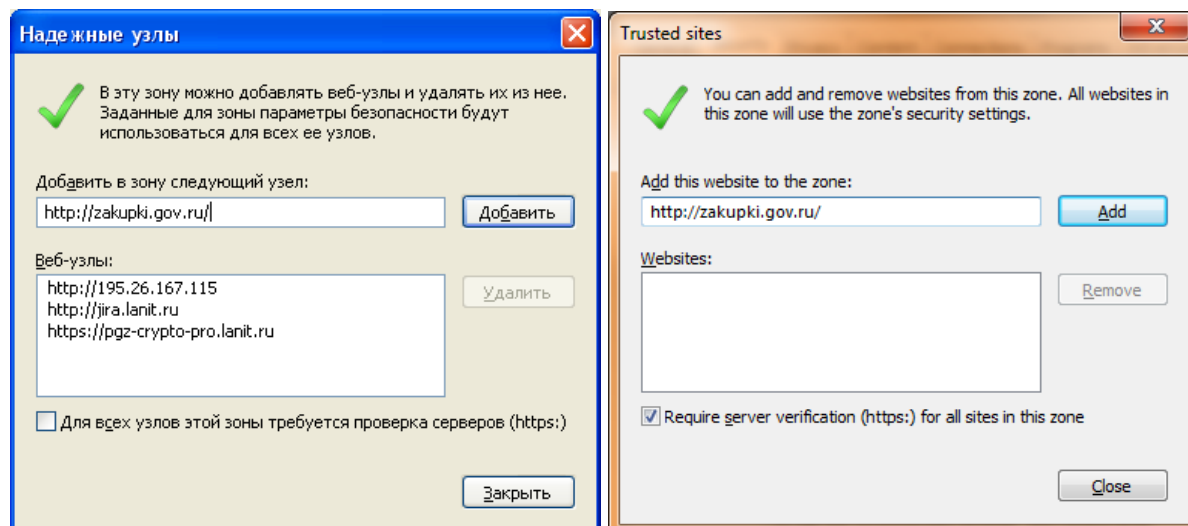 Надежные узлы
В эту зону можно добавлять веб-узлы и удалять их из нее.
Заданные для зоны параметры безопасности будут
использоваться для всех ее узлов.
Добавить в зону следующий узел:
http://zakupki.gov.ru/
Добавить
Веб-узлы:
http://195.26.167.115
http://jira.lanit.ru
https://pgz-crypto-pro.lanit.ru
Удалить
Для всех узлов этой зоны требуется проверка серверов (https:)
Закрыть
Trusted sites
You can add and remove websites from this zone. All websites in
this zone will use the zone's security settings.
Add this website to the zone:
http://zakupki.gov.ru/
Add
Websites:
Remove
Require server verification (https:) for all sites in this zone
Close